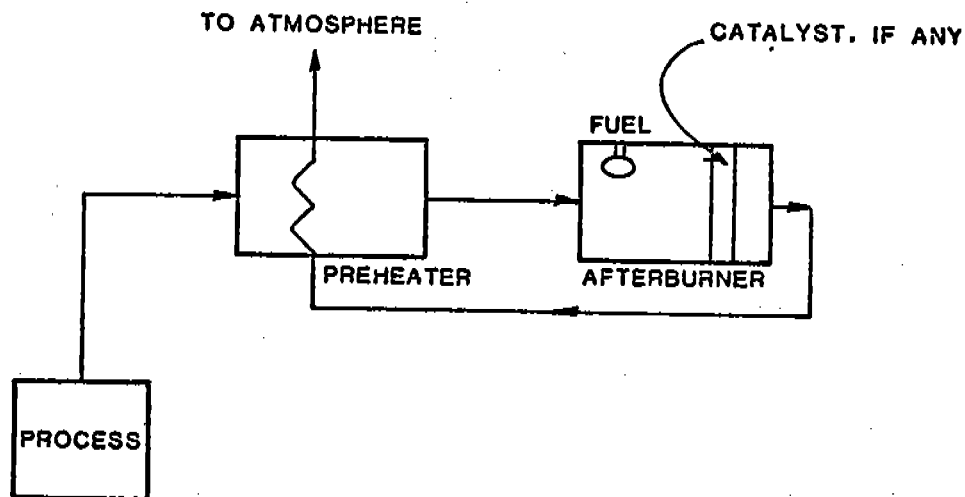 TO ATMOSPHERE
CATALYST. IF ANY
FUEL
PREHEATER
AFTERBURNER
PROCESS